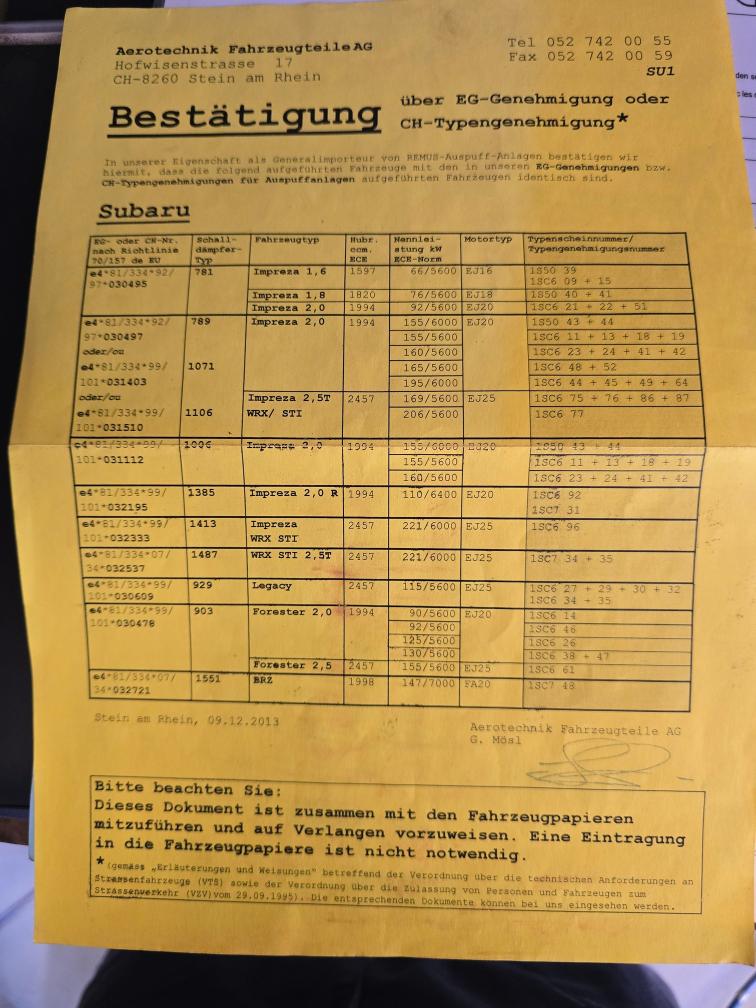 Aerotechnik Fahrzeugteile AG
Hofwisenstrasse 17
CH-8260 Stein am Rhein
Tel 052 742 00 55
Fax 052 742 00 59
SU1
Bestätigung
über EG-Genehmigung oder
CH-Typengenehmigung*
In unserer Eigenschaft als Generalimporteur von REMUS-Auspuff-Anlagen bestätigen wir
hiermit, dass die folgend aufgeführten Fahrzeuge mit den in unseren EG-Genehmigungen bzw.
CH-Typengenehmigungen für Auspuffanlagen aufgeführten Fahrzeugen identisch sind.
Subaru
EG- oder CH-Nr. nach Richtlinie 70/157 de EU | Schall-dämpfer-Typ | Fahrzeugtyp | Hubr. ccm. ECE | Nennlei-stung kW ECE-Norm | Motortyp | Typenscheinnummer/ Typengenehmigungsnummer
e4*81/334*92/ 781 Impreza 1,6 1597 66/5600 EJ16 1S50 39
97*030495 1SC6 09 + 15
Impreza 1,8 1820 76/5600 EJ18 1S50 40 + 41
Impreza 2,0 1994 92/5600 EJ20 1SC6 21 + 22 + 51
e4*81/334*92/ 789 Impreza 2,0 1994 155/6000 EJ20 1S50 43 + 44
97*030497 155/5600 1SC6 11 + 13 + 18 + 19
oder/ou 160/5600 1SC6 23 + 24 + 41 + 42
e4*81/334*99/ 1071 165/5600 1SC6 48 + 52
101*031403 195/6000 1SC6 44 + 45 + 49 + 64
oder/ou Impreza 2,5T 2457 169/5600 EJ25 1SC6 75 + 76 + 86 + 87
e4*81/334*99/ 1106 WRX/ STI 206/5600 1SC6 77
101*031510
e4*81/334*99/ 1006 Impreza 2,0 1994 155/6000 EJ20 1S50 43 + 44
101*031112 155/5600 1SC6 11 + 13 + 18 + 19
160/5600 1SC6 23 + 24 + 41 + 42
e4*81/334*99/ 1385 Impreza 2,0 R 1994 110/6400 EJ20 1SC6 92
101*032195 1SC7 31
e4*81/334*99/ 1413 Impreza 2457 221/6000 EJ25 1SC6 96
101*032333 WRX STI
e4*81/334*07/ 1487 WRX STI 2,5T 2457 221/6000 EJ25 1SC7 34 + 35
34*032537
e4*81/334*99/ 929 Legacy 2457 115/5600 EJ25 1SC6 27 + 29 + 30 + 32
101*030609 1SC6 34 + 35
e4*81/334*99/ 903 Forester 2,0 1994 90/5600 EJ20 1SC6 14
101*030478 92/5600 1SC6 46
125/5600 1SC6 26
130/5600 1SC6 38 + 47
Forester 2,5 2457 155/5600 EJ25 1SC6 61
e4*81/334*07/ 1551 BRZ 1998 147/7000 FA20 1SC7 48
34*032721
Stein am Rhein, 09.12.2013
Aerotechnik Fahrzeugteile AG
G. Mösl
Bitte beachten Sie:
Dieses Dokument ist zusammen mit den Fahrzeugpapieren
mitzuführen und auf Verlangen vorzuweisen. Eine Eintragung
in die Fahrzeugpapiere ist nicht notwendig.
*(gemäss „Erläuterungen und Weisungen" betreffend der Verordnung über die technischen Anforderungen an
Strassenfahrzeuge (VTS) sowie der Verordnung über die Zulassung von Personen und Fahrzeugen zum
Strassenverkehr (VZV)vom 29.09.1995). Die entsprechenden Dokumente können bei uns eingesehen werden.